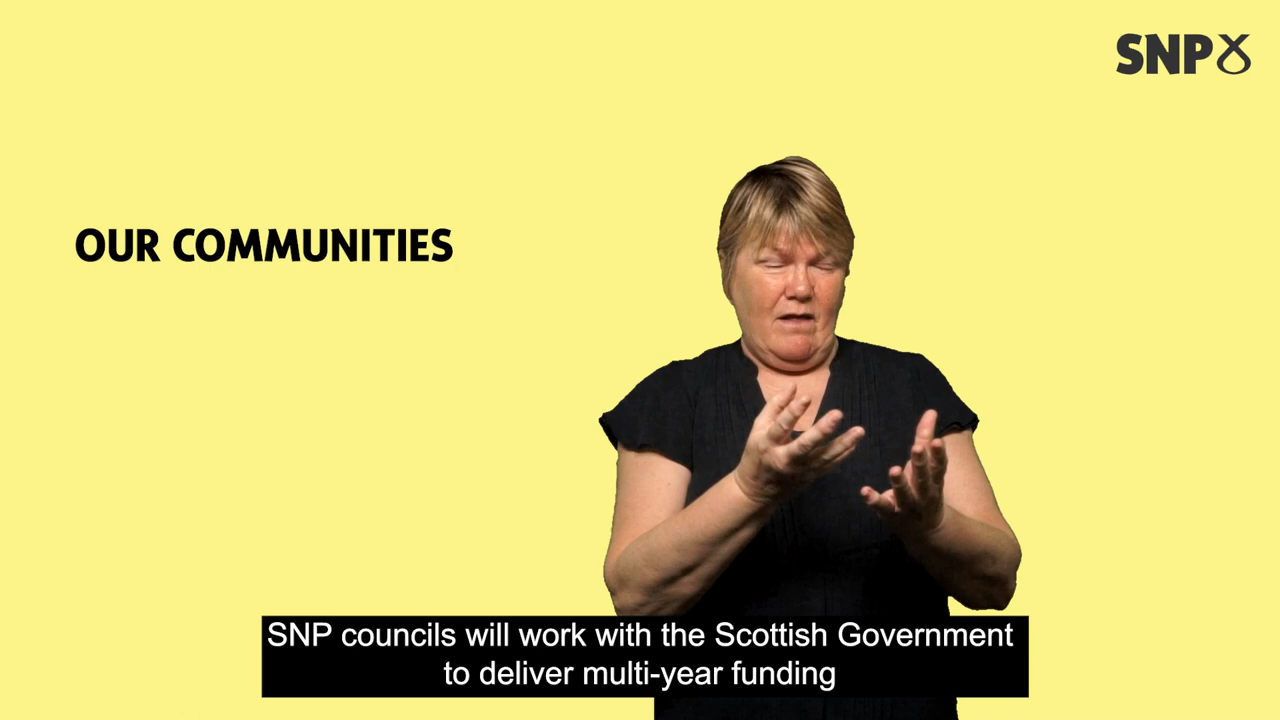 SNP
OUR COMMUNITIES
SNP councils will work with the Scottish Government
to deliver multi-year funding